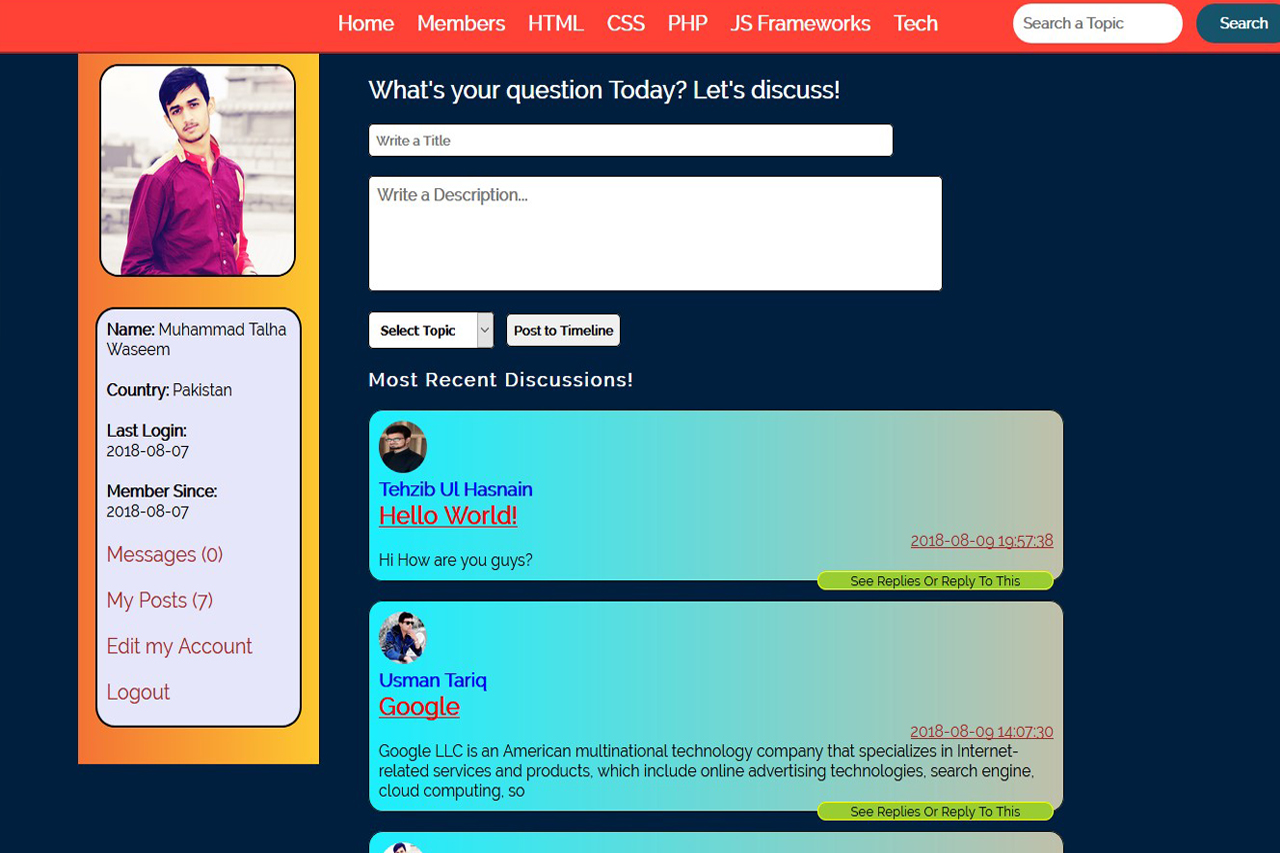 Home Members HTML CSS PHP JS Frameworks Tech Search a Topic Search
Name: Muhammad Talha
Waseem
Country: Pakistan
Last Login:
2018-08-07
Member Since:
2018-08-07
Messages (0)
My Posts (7)
Edit my Account
Logout
What's your question Today? Let's discuss!
Write a Title
Write a Description...
Select Topic Post to Timeline
Most Recent Discussions!
Tehzib Ul Hasnain
Hello World!
2018-08-09 19:57:38
Hi How are you guys?
See Replies Or Reply To This
Usman Tariq
Google
2018-08-09 14:07:30
Google LLC is an American multinational technology company that specializes in Internet-
related services and products, which include online advertising technologies, search engine,
cloud computing, so
See Replies Or Reply To This